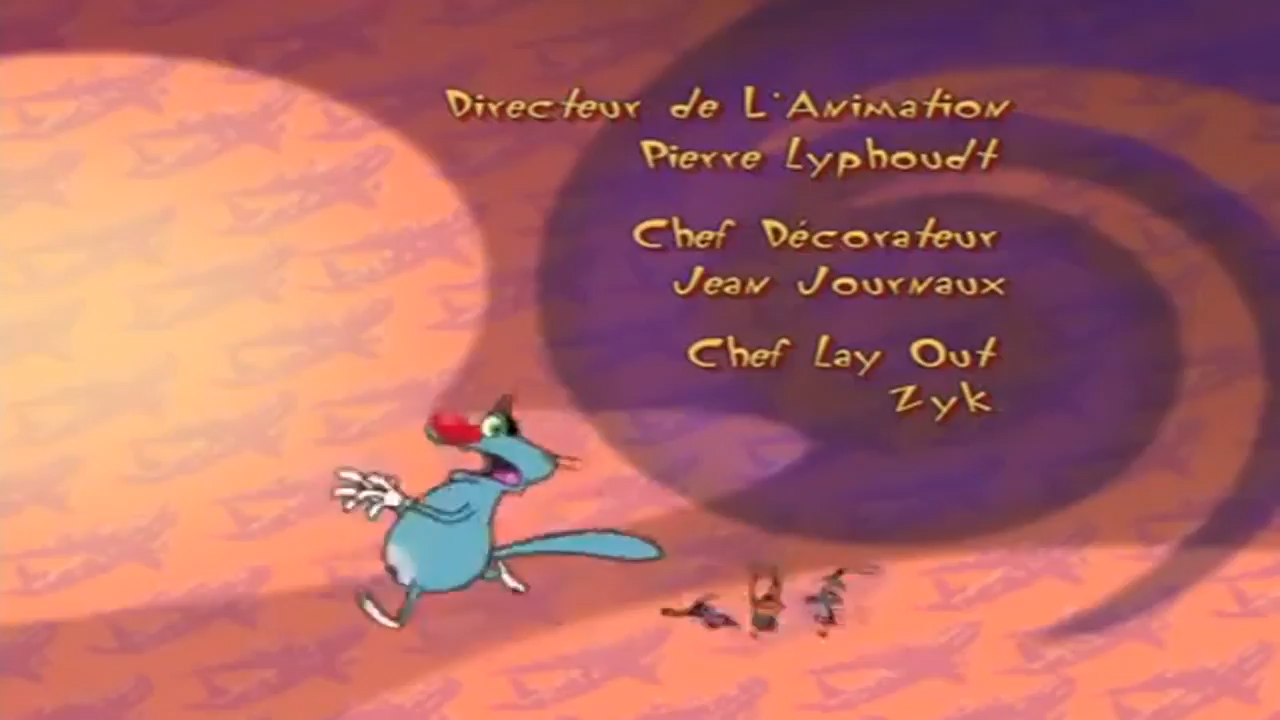 Directeur de L'Animation
Pierre Lyphoudt
Chef Décorateur
Jean Journaux
Chef Lay Out
Zyk